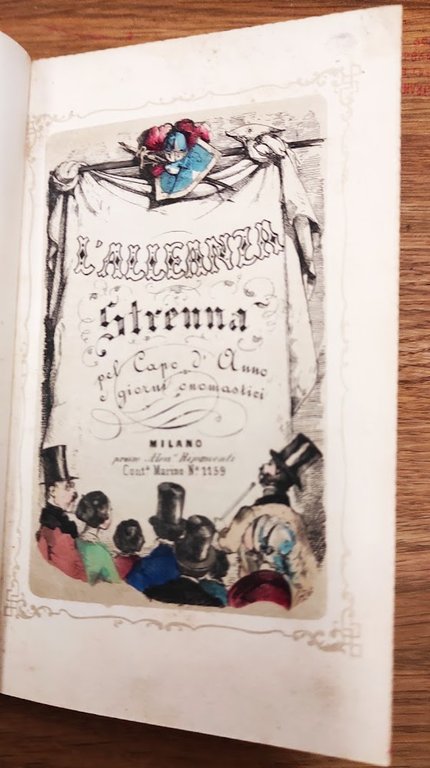 L'ALLEANZA
Strenna
pel Capo d'Anno
e giorni onomastici
MILANO
presso Aless.º Ripamonti
Cont.ª Marino Nº 1159